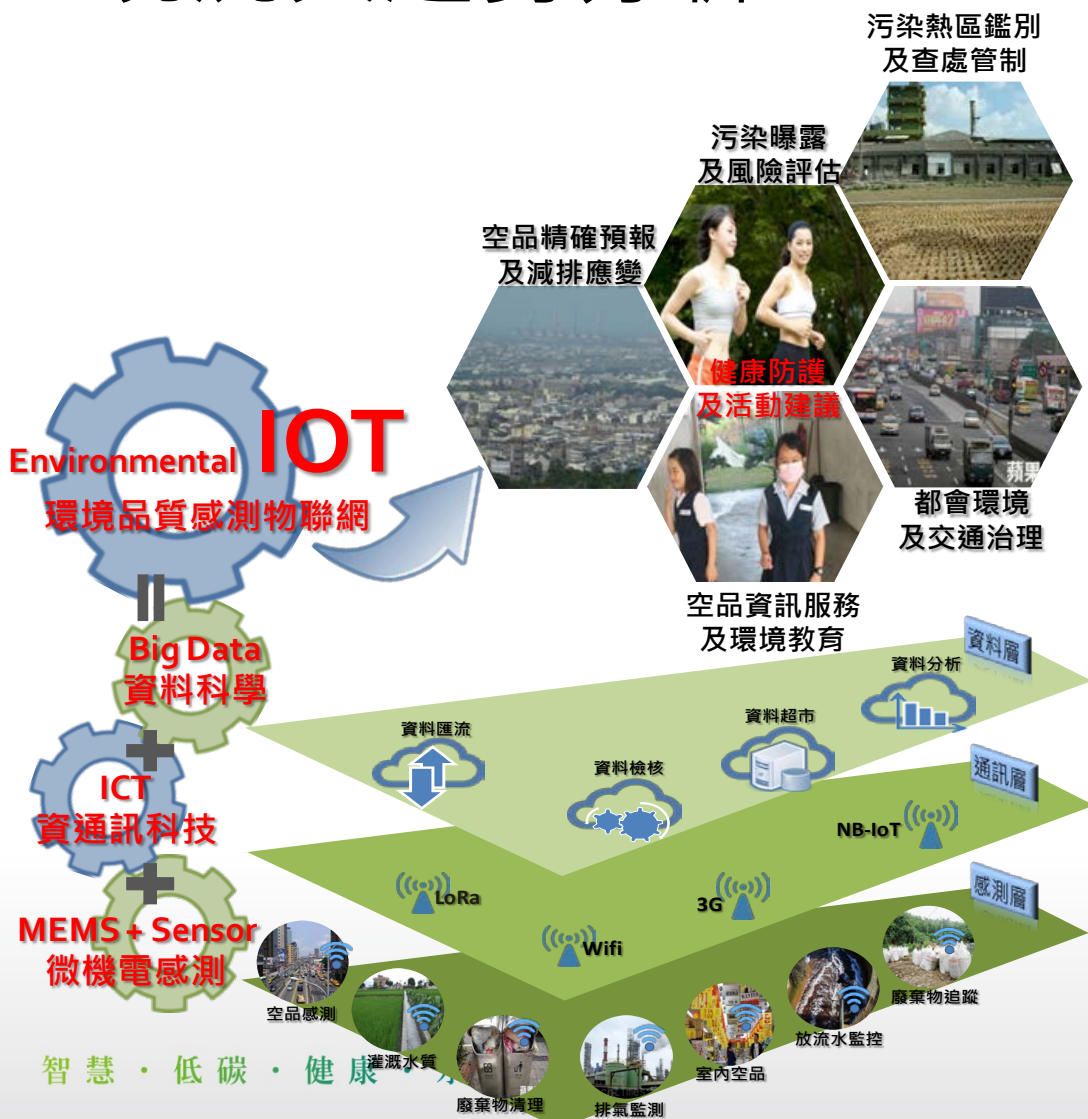 污染熱區鑑別
及查處管制
污染曝露
及風險評估
空品精確預報
及減排應變
健康防護
及活動建議
蘋果
都會環境
及交通治理
空品資訊服務
及環境教育
Environmental IOT
環境品質感測物聯網
Big Data
資料科學
ICT
資通訊科技
MEMS + Sensor
微機電感測
資料層
資料分析
資料超市
資料匯流
資料檢核
通訊層
NB-IoT
LoRa
3G
Wifi
感測層
廢棄物追蹤
放流水監控
空品感測
室內空品
灌溉水質
廢棄物清理
排氣監測
智慧・低碳・健康・